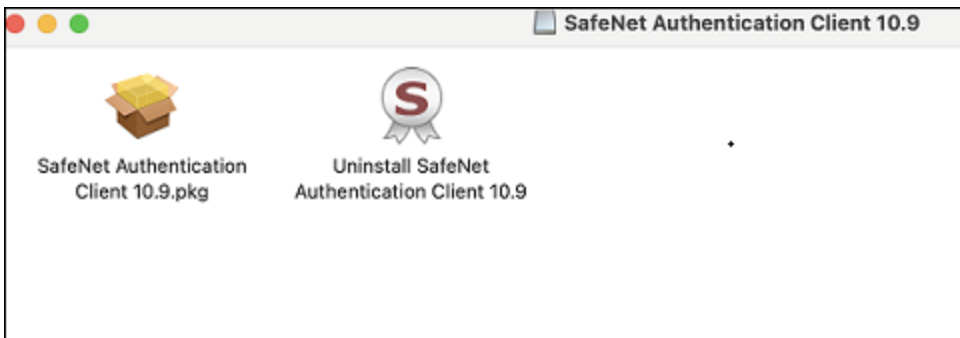 SafeNet Authentication Client 10.9
SafeNet Authentication
Client 10.9.pkg
S
Uninstall SafeNet
Authentication Client 10.9